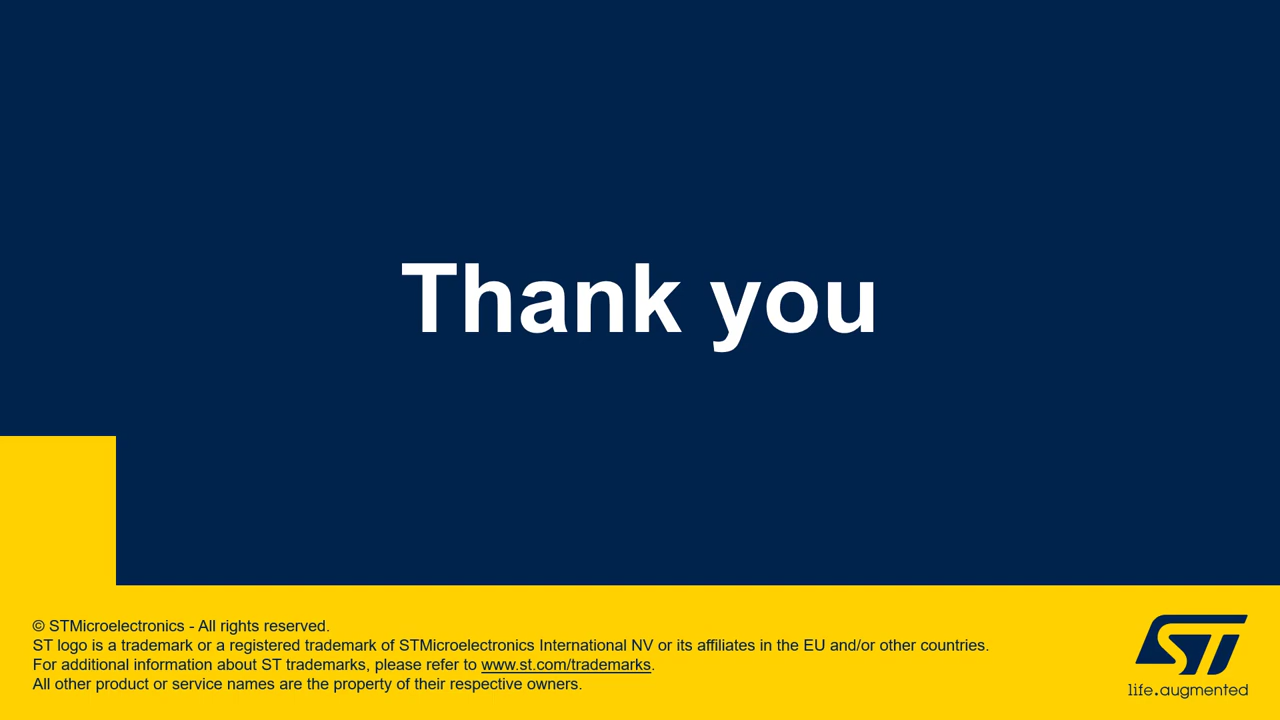 Thank you
© STMicroelectronics - All rights reserved.
ST logo is a trademark or a registered trademark of STMicroelectronics International NV or its affiliates in the EU and/or other countries.
For additional information about ST trademarks, please refer to www.st.com/trademarks.
All other product or service names are the property of their respective owners.
ST
life.augmented